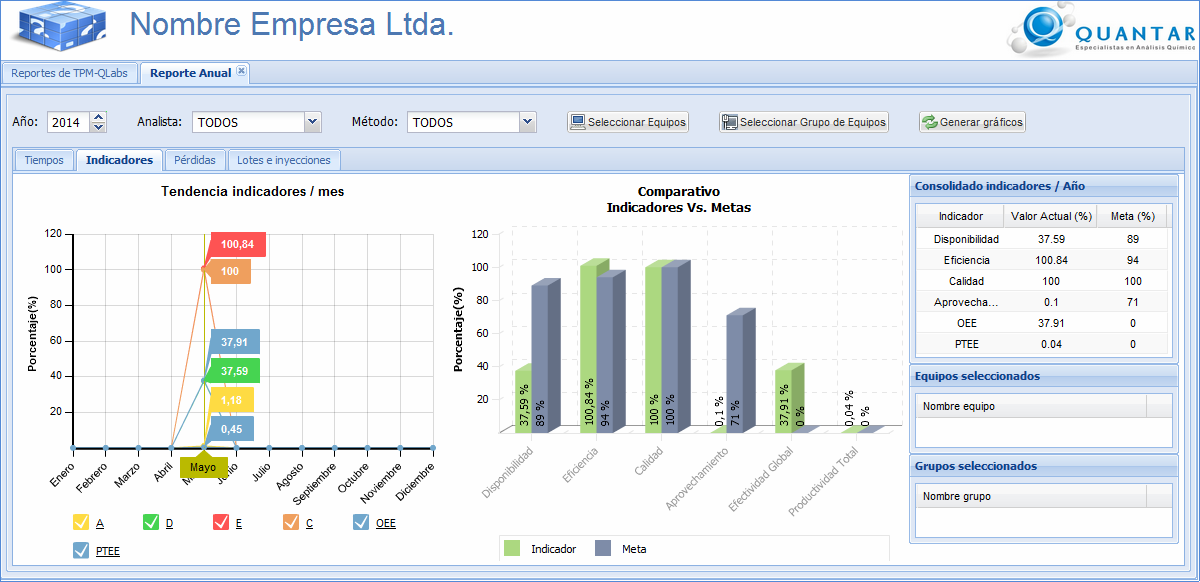 Nombre Empresa Ltda.
QUANTAR
Especialistas en Análisis Químico
Reportes de TPM-QLabs
Reporte Anual
Año: 2014 Analista: TODOS Método: TODOS Seleccionar Equipos Seleccionar Grupo de Equipos Generar gráficos
Tiempos Indicadores Pérdidas Lotes e inyecciones
Tendencia indicadores / mes
Porcentaje(%)
120
100
80
60
40
20
100,84
100
37,91
37,59
1,18
0,45
Enero
Febrero
Marzo
Abril
Mayo
Junio
Julio
Agosto
Septiembre
Octubre
Noviembre
Diciembre
A D E C OEE
PTEE
Comparativo
Indicadores Vs. Metas
Porcentaje(%)
120
100
80
60
40
20
37,59 %
89 %
100,84 %
94 %
100 %
100 %
0,1 %
71 %
37,91 %
0 %
0,04 %
0 %
Disponibilidad
Eficiencia
Calidad
Aprovechamiento
Efectividad Global
Productividad Total
Indicador Meta
Consolidado indicadores / Año
Indicador Valor Actual (%) Meta (%)
Disponibilidad 37.59 89
Eficiencia 100.84 94
Calidad 100 100
Aprovecha... 0.1 71
OEE 37.91 0
PTEE 0.04 0
Equipos seleccionados
Nombre equipo
Grupos seleccionados
Nombre grupo